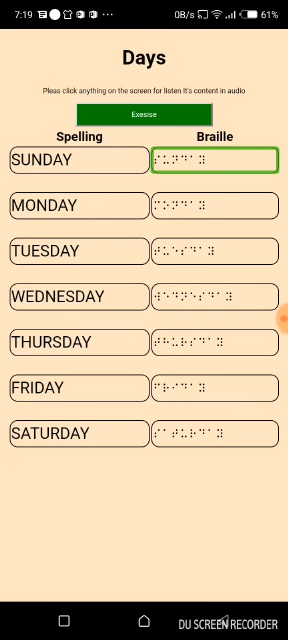 7:19 0B/s 61%
Days
Pleas click anything on the screen for listen It's content in audio
Exesise
Spelling Braille
SUNDAY ⠎⠥⠝⠙⠁⠽
MONDAY ⠍⠕⠝⠙⠁⠽
TUESDAY ⠞⠥⠑⠎⠙⠁⠽
WEDNESDAY ⠺⠑⠙⠝⠑⠎⠙⠁⠽
THURSDAY ⠞⠓⠥⠗⠎⠙⠁⠽
FRIDAY ⠋⠗⠊⠙⠁⠽
SATURDAY ⠎⠁⠞⠥⠗⠙⠁⠽
DU SCREEN RECORDER